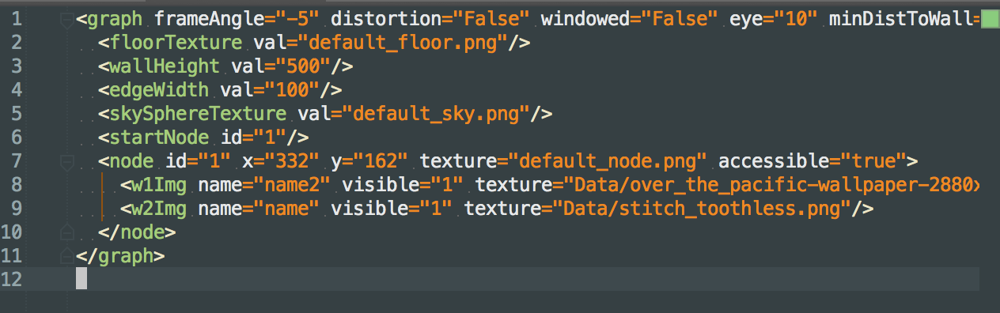 1 <graph frameAngle="-5" distortion="False" windowed="False" eye="10" minDistToWall=
2 <floorTexture val="default_floor.png"/>
3 <wallHeight val="500"/>
4 <edgeWidth val="100"/>
5 <skySphereTexture val="default_sky.png"/>
6 <startNode id="1"/>
7 <node id="1" x="332" y="162" texture="default_node.png" accessible="true">
8 <w1Img name="name2" visible="1" texture="Data/over_the_pacific-wallpaper-2880x
9 <w2Img name="name" visible="1" texture="Data/stitch_toothless.png"/>
10 </node>
11 </graph>
12